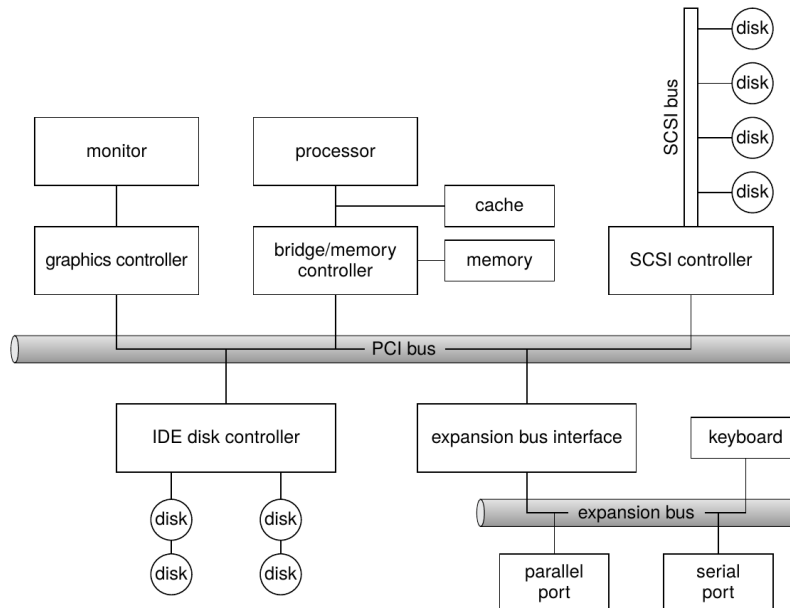 disk
disk
SCSI bus
disk
disk
monitor
processor
cache
graphics controller
bridge/memory
controller
memory
SCSI controller
PCI bus
IDE disk controller
expansion bus interface
keyboard
disk
disk
expansion bus
disk
disk
parallel
port
serial
port